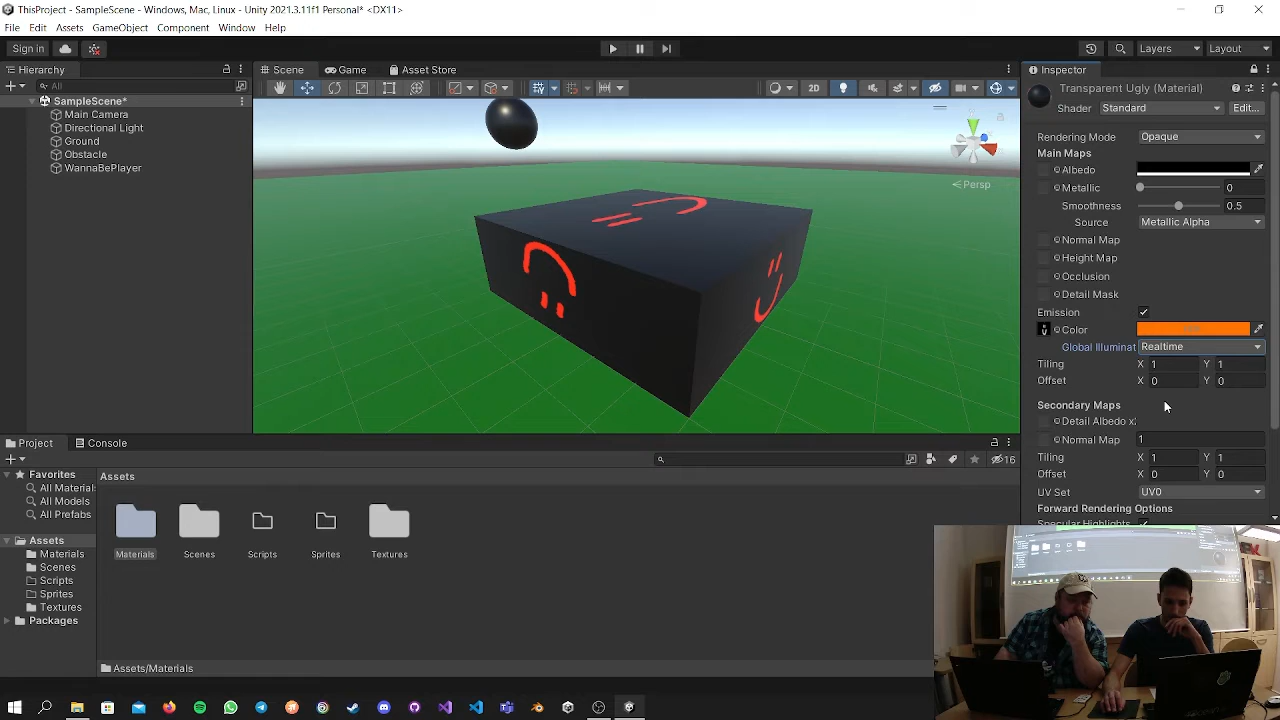 ThisProject - SampleScene - Windows, Mac, Linux - Unity 2021.3.11f1 Personal* <DX11>
File Edit Assets GameObject Component Window Help
Sign in
Layers
Layout
Hierarchy
All
SampleScene*
Main Camera
Directional Light
Ground
Obstacle
WannaBePlayer
Scene
Game
Asset Store
2D
Persp
Inspector
Transparent Ugly (Material)
Shader Standard Edit...
Rendering Mode Opaque
Main Maps
Albedo
Metallic 0
Smoothness 0.5
Source Metallic Alpha
Normal Map
Height Map
Occlusion
Detail Mask
Emission
Color
Global Illuminat Realtime
Tiling X 1 Y 1
Offset X 0 Y 0
Secondary Maps
Detail Albedo x
Normal Map 1
Tiling X 1 Y 1
Offset X 0 Y 0
UV Set UV0
Forward Rendering Options
Specular Highlights
Project
Console
16
Favorites
All Material
All Models
All Prefabs
Assets
Materials
Scenes
Scripts
Sprites
Textures
Packages
Assets
Materials
Scenes
Scripts
Sprites
Textures
Assets/Materials